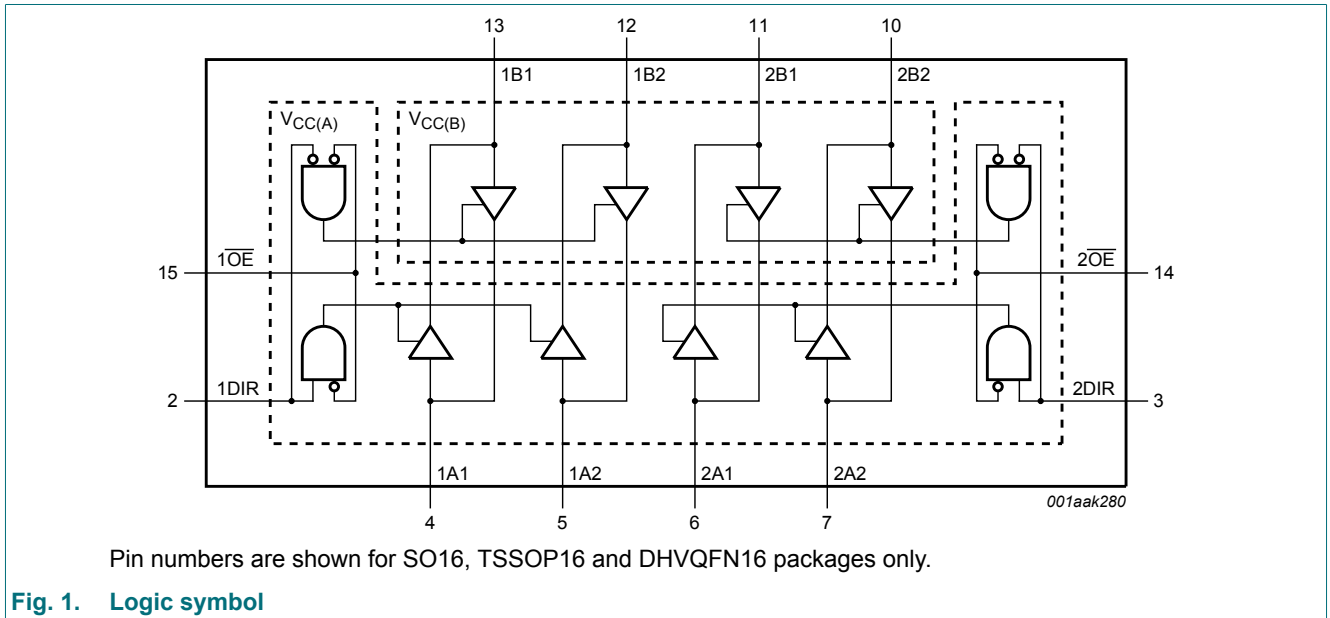 13 12 11 10
1B1 1B2 2B1 2B2
VCC(A) VCC(B)
15 1OE 2OE 14
2 1DIR 2DIR 3
1A1 1A2 2A1 2A2
001aak280
4 5 6 7
Pin numbers are shown for SO16, TSSOP16 and DHVQFN16 packages only.
Fig. 1. Logic symbol